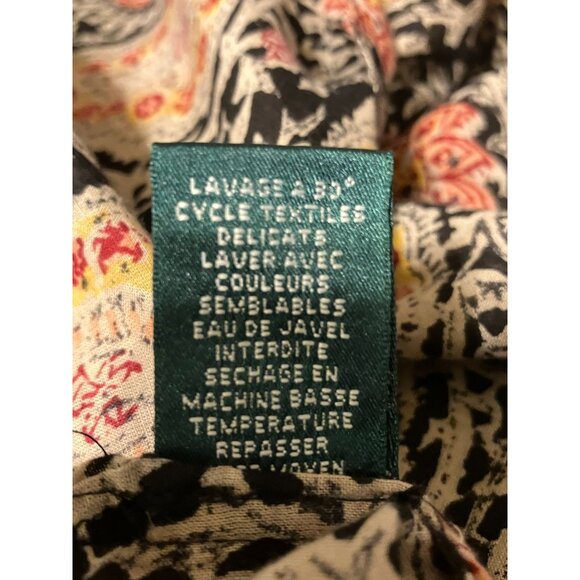 LAVAGE A 30°
CYCLE TEXTILES
DELICATS
LAVER AVEC
COULEURS
SEMBLABLES
EAU DE JAVEL
INTERDITE
SECHAGE EN
MACHINE BASSE
TEMPERATURE
REPASSER
MOYEN